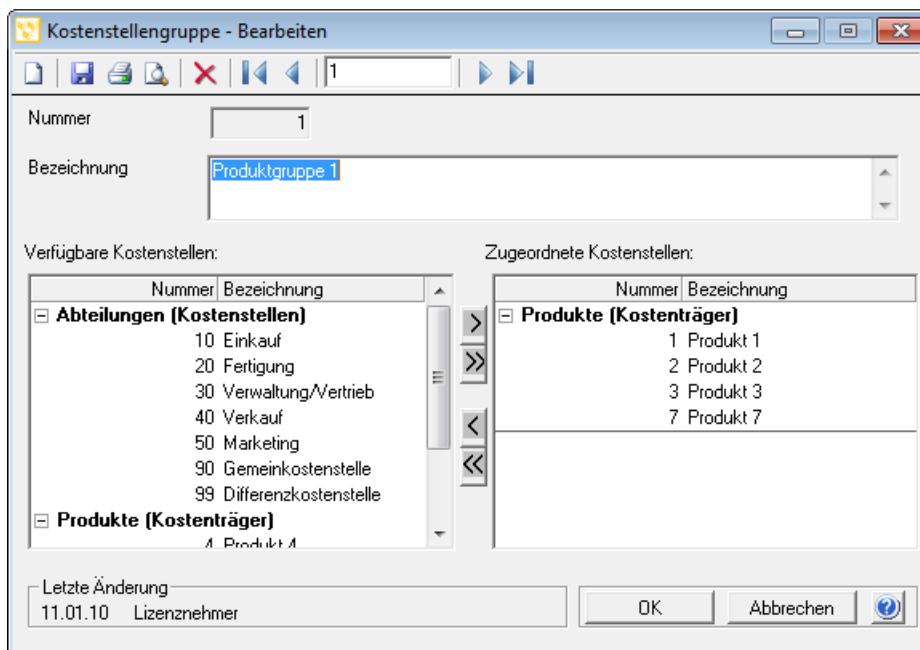 Kostenstellengruppe - Bearbeiten
1
Nummer 1
Bezeichnung Produktgruppe 1
Verfügbare Kostenstellen:
Nummer Bezeichnung
Abteilungen (Kostenstellen)
10 Einkauf
20 Fertigung
30 Verwaltung/Vertrieb
40 Verkauf
50 Marketing
90 Gemeinkostenstelle
99 Differenzkostenstelle
Produkte (Kostenträger)
4 Produkt 4
> 
>>
<
<<
Zugeordnete Kostenstellen:
Nummer Bezeichnung
Produkte (Kostenträger)
1 Produkt 1
2 Produkt 2
3 Produkt 3
7 Produkt 7
Letzte Änderung
11.01.10 Lizenznehmer
OK Abbrechen ?